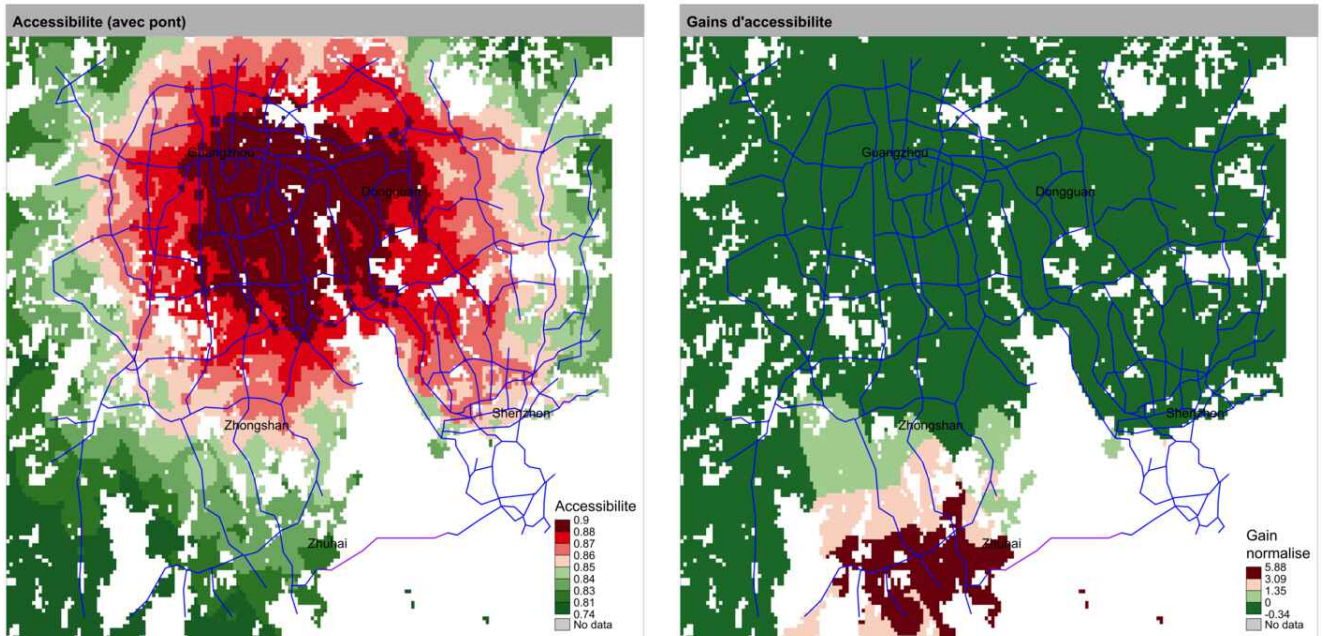 Accessibilite (avec pont)
Guangzhou
Dongguan
Shenzhen
Zhongshan
Zhuhai
Accessibilite
0.9
0.88
0.87
0.86
0.85
0.84
0.83
0.81
0.74
No data
Gains d'accessibilite
Guangzhou
Dongguan
Shenzhen
Zhongshan
Zhuhai
Gain
normalise
5.88
3.09
1.35
0
-0.34
No data